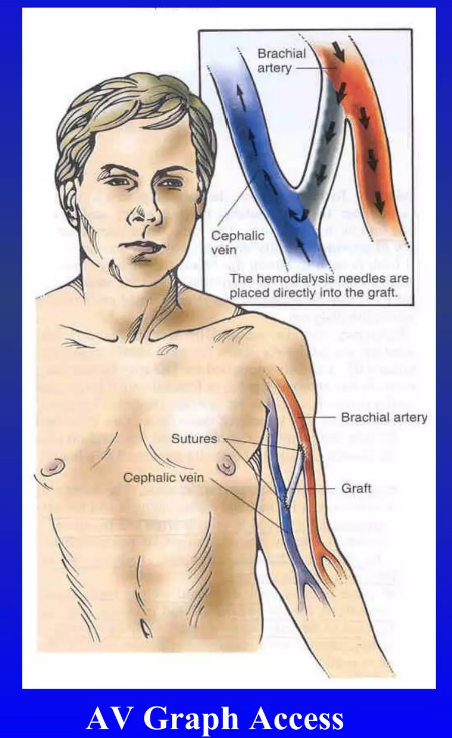 Brachial
artery
Cephalic
vein
The hemodialysis needles are
placed directly into the graft.
Brachial artery
Sutures
Cephalic vein
Graft
AV Graph Access